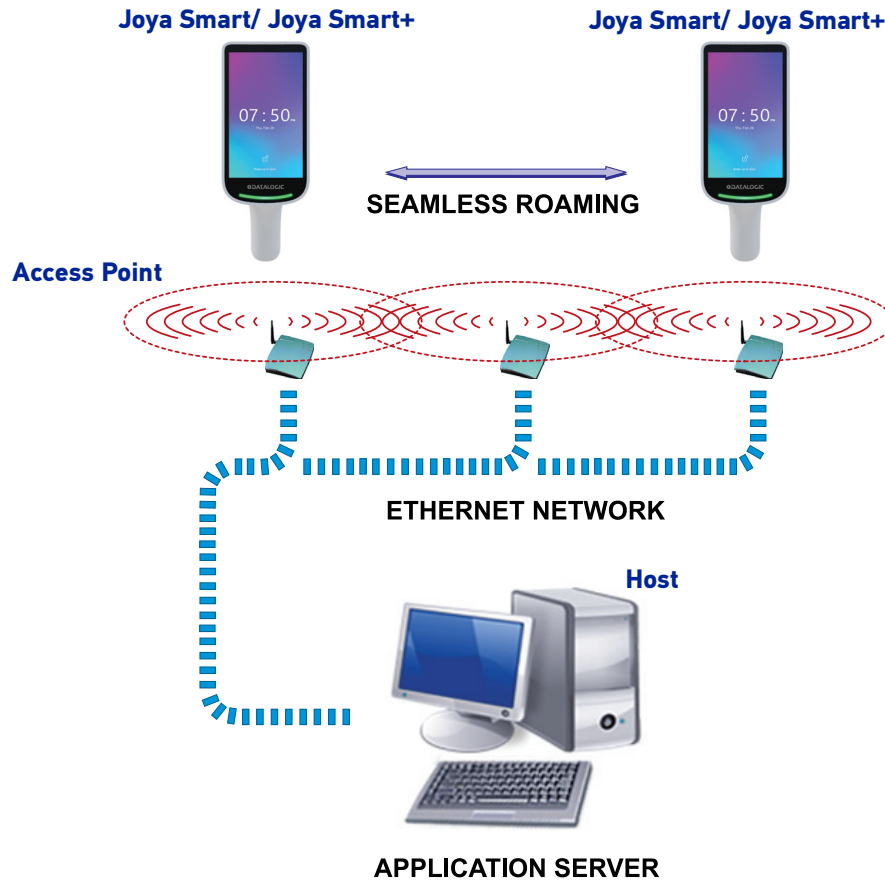 Joya Smart/ Joya Smart+
Joya Smart/ Joya Smart+
07:50
DATALOGIC
07:50
DATALOGIC
SEAMLESS ROAMING
Access Point
ETHERNET NETWORK
Host
APPLICATION SERVER